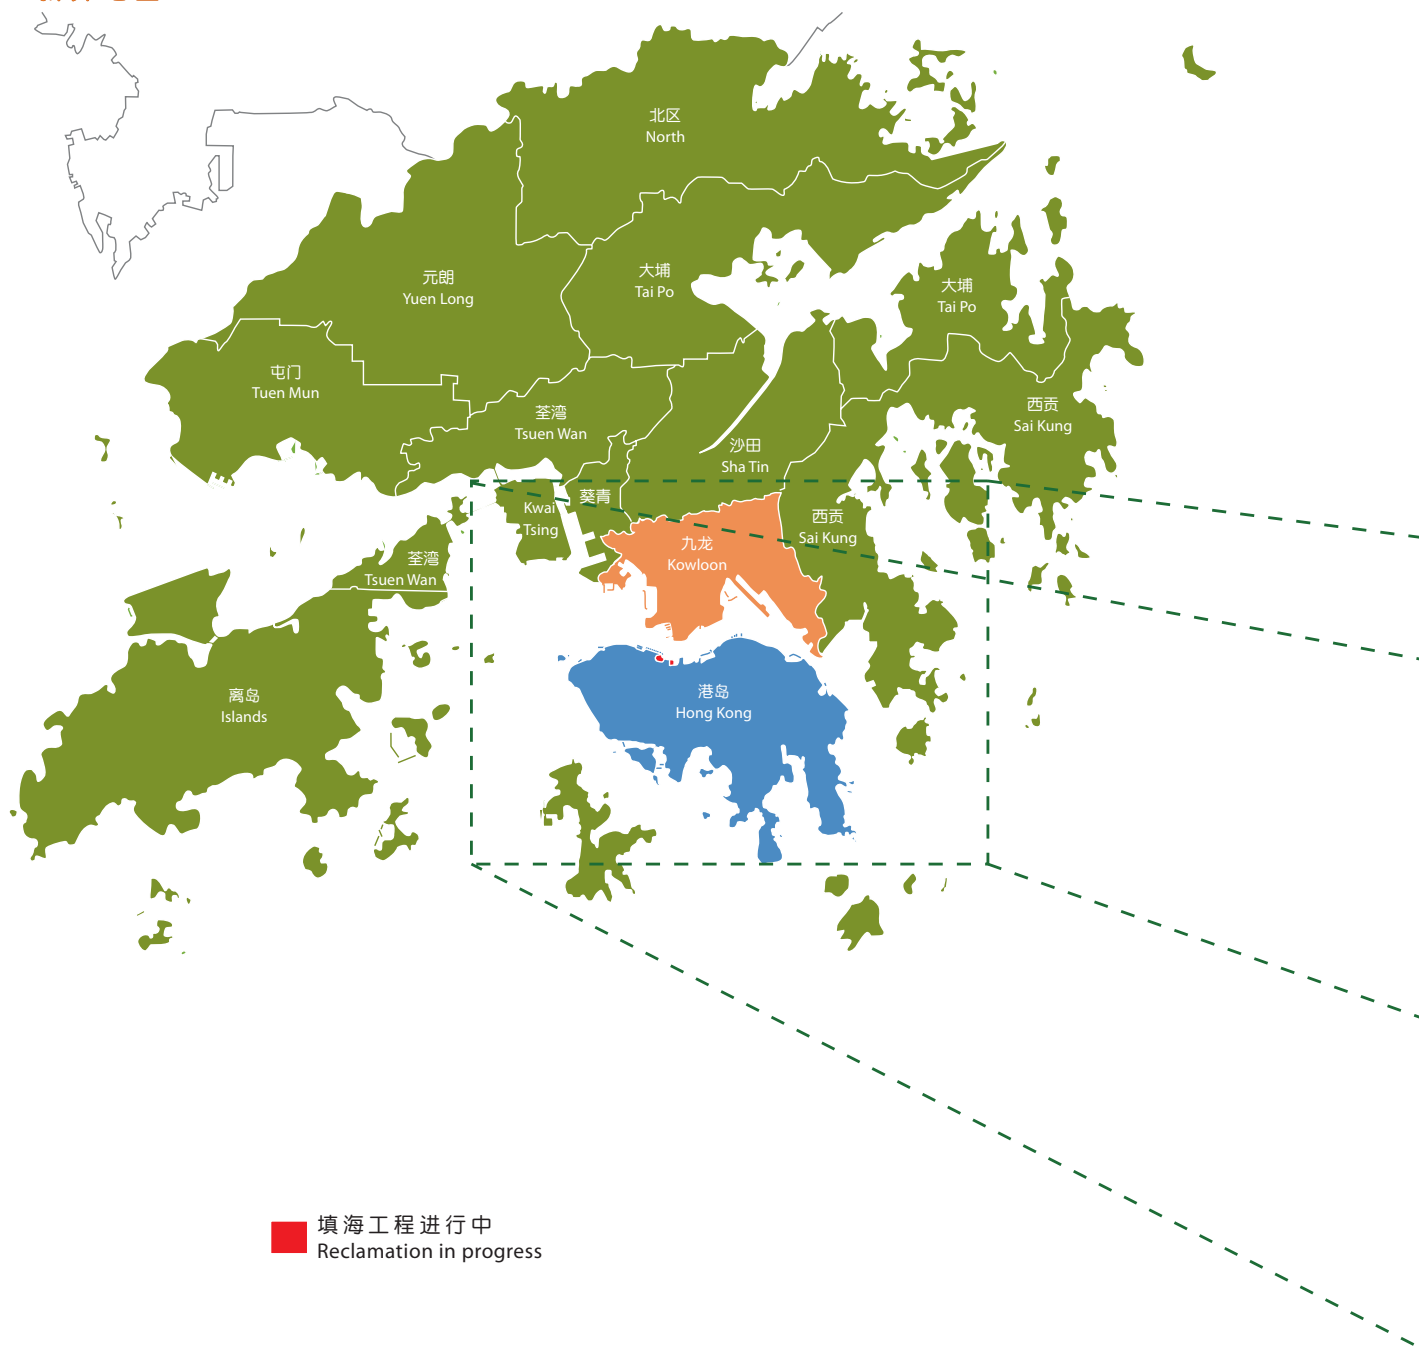 北区
North
元朗
Yuen Long
大埔
Tai Po
大埔
Tai Po
屯门
Tuen Mun
荃湾
Tsuen Wan
西贡
Sai Kung
沙田
Sha Tin
葵青
Kwai
Tsing
西贡
Sai Kung
九龙
Kowloon
荃湾
Tsuen Wan
离岛
Islands
港岛
Hong Kong
填海工程进行中
Reclamation in progress